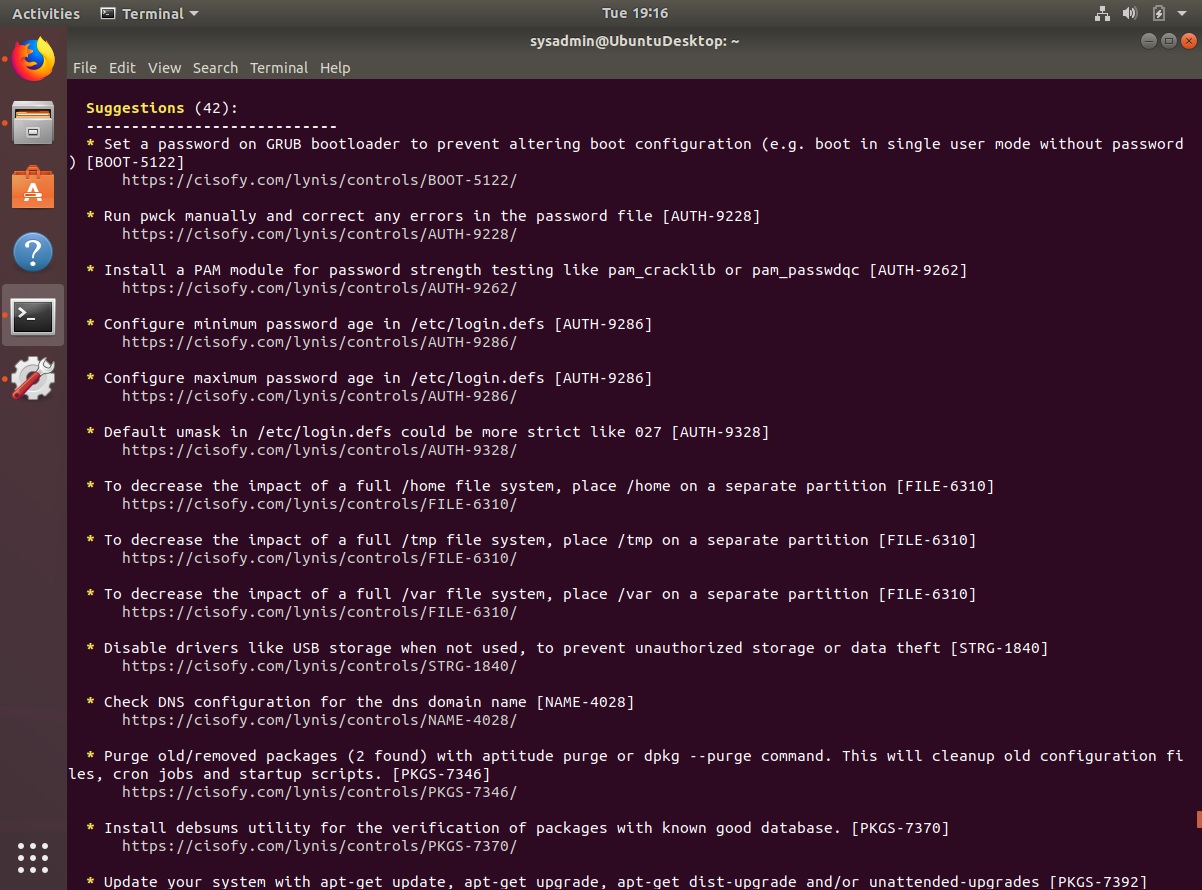 Activities Terminal Tue 19:16
sysadmin@UbuntuDesktop: ~
File Edit View Search Terminal Help
Suggestions (42):
----------------------------
* Set a password on GRUB bootloader to prevent altering boot configuration (e.g. boot in single user mode without password
) [BOOT-5122]
https://cisofy.com/lynis/controls/BOOT-5122/
* Run pwck manually and correct any errors in the password file [AUTH-9228]
https://cisofy.com/lynis/controls/AUTH-9228/
* Install a PAM module for password strength testing like pam_cracklib or pam_passwdqc [AUTH-9262]
https://cisofy.com/lynis/controls/AUTH-9262/
* Configure minimum password age in /etc/login.defs [AUTH-9286]
https://cisofy.com/lynis/controls/AUTH-9286/
* Configure maximum password age in /etc/login.defs [AUTH-9286]
https://cisofy.com/lynis/controls/AUTH-9286/
* Default umask in /etc/login.defs could be more strict like 027 [AUTH-9328]
https://cisofy.com/lynis/controls/AUTH-9328/
* To decrease the impact of a full /home file system, place /home on a separate partition [FILE-6310]
https://cisofy.com/lynis/controls/FILE-6310/
* To decrease the impact of a full /tmp file system, place /tmp on a separate partition [FILE-6310]
https://cisofy.com/lynis/controls/FILE-6310/
* To decrease the impact of a full /var file system, place /var on a separate partition [FILE-6310]
https://cisofy.com/lynis/controls/FILE-6310/
* Disable drivers like USB storage when not used, to prevent unauthorized storage or data theft [STRG-1840]
https://cisofy.com/lynis/controls/STRG-1840/
* Check DNS configuration for the dns domain name [NAME-4028]
https://cisofy.com/lynis/controls/NAME-4028/
* Purge old/removed packages (2 found) with aptitude purge or dpkg --purge command. This will cleanup old configuration fi
les, cron jobs and startup scripts. [PKGS-7346]
https://cisofy.com/lynis/controls/PKGS-7346/
* Install debsums utility for the verification of packages with known good database. [PKGS-7370]
https://cisofy.com/lynis/controls/PKGS-7370/
* Update your system with apt-get update, apt-get upgrade, apt-get dist-upgrade and/or unattended-upgrades [PKGS-7392]